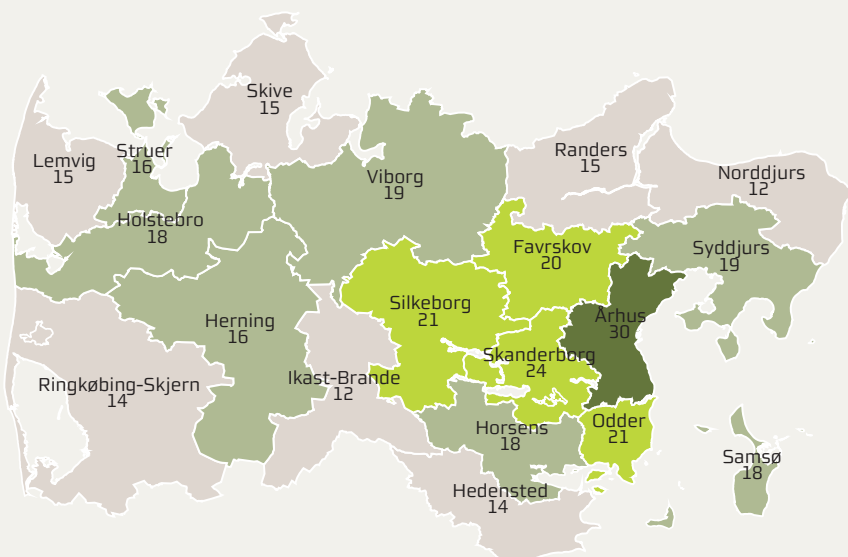 Skive
15
Struer
16
Lemvig
15
Randers
15
Viborg
19
Norddjurs
12
Holstebro
18
Favrskov
20
Syddjurs
19
Silkeborg
21
Herning
16
Århus
30
Skanderborg
24
Ringkøbing-Skjern
14
Ikast-Brande
12
Horsens
18
Odder
21
Samsø
18
Hedensted
14